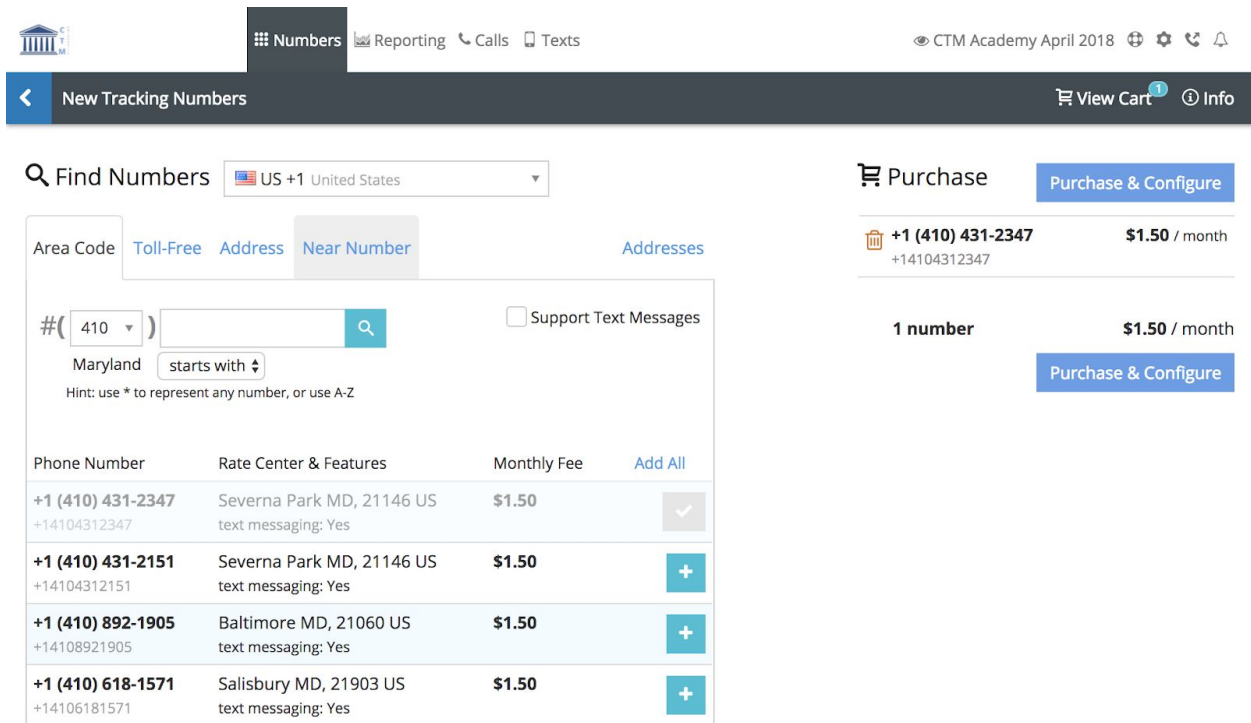 C
T
M
Numbers Reporting Calls Texts
CTM Academy April 2018
New Tracking Numbers
View Cart 1 Info
Find Numbers US +1 United States
Area Code Toll-Free Address Near Number Addresses
#( 410 )
Support Text Messages
Maryland starts with
Hint: use * to represent any number, or use A-Z
Phone Number Rate Center & Features Monthly Fee Add All
+1 (410) 431-2347 Severna Park MD, 21146 US $1.50
+14104312347 text messaging: Yes
+1 (410) 431-2151 Severna Park MD, 21146 US $1.50 +
+14104312151 text messaging: Yes
+1 (410) 892-1905 Baltimore MD, 21060 US $1.50 +
+14108921905 text messaging: Yes
+1 (410) 618-1571 Salisbury MD, 21903 US $1.50 +
+14106181571 text messaging: Yes
Purchase Purchase & Configure
+1 (410) 431-2347 $1.50 / month
+14104312347
1 number $1.50 / month
Purchase & Configure